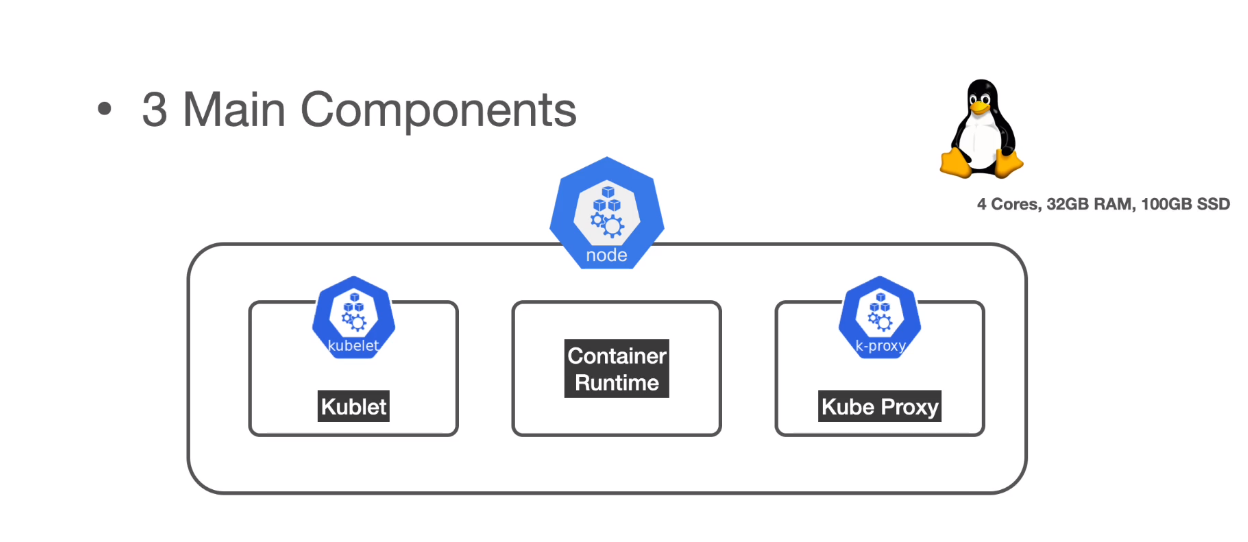 • 3 Main Components
4 Cores, 32GB RAM, 100GB SSD
node
kubelet
Kublet
Container
Runtime
k-proxy
Kube Proxy